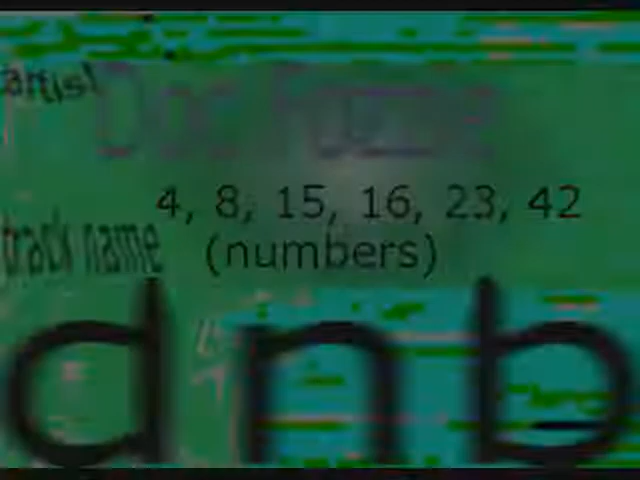 artist
4, 8, 15, 16, 23, 42
track name
(numbers)
dnb